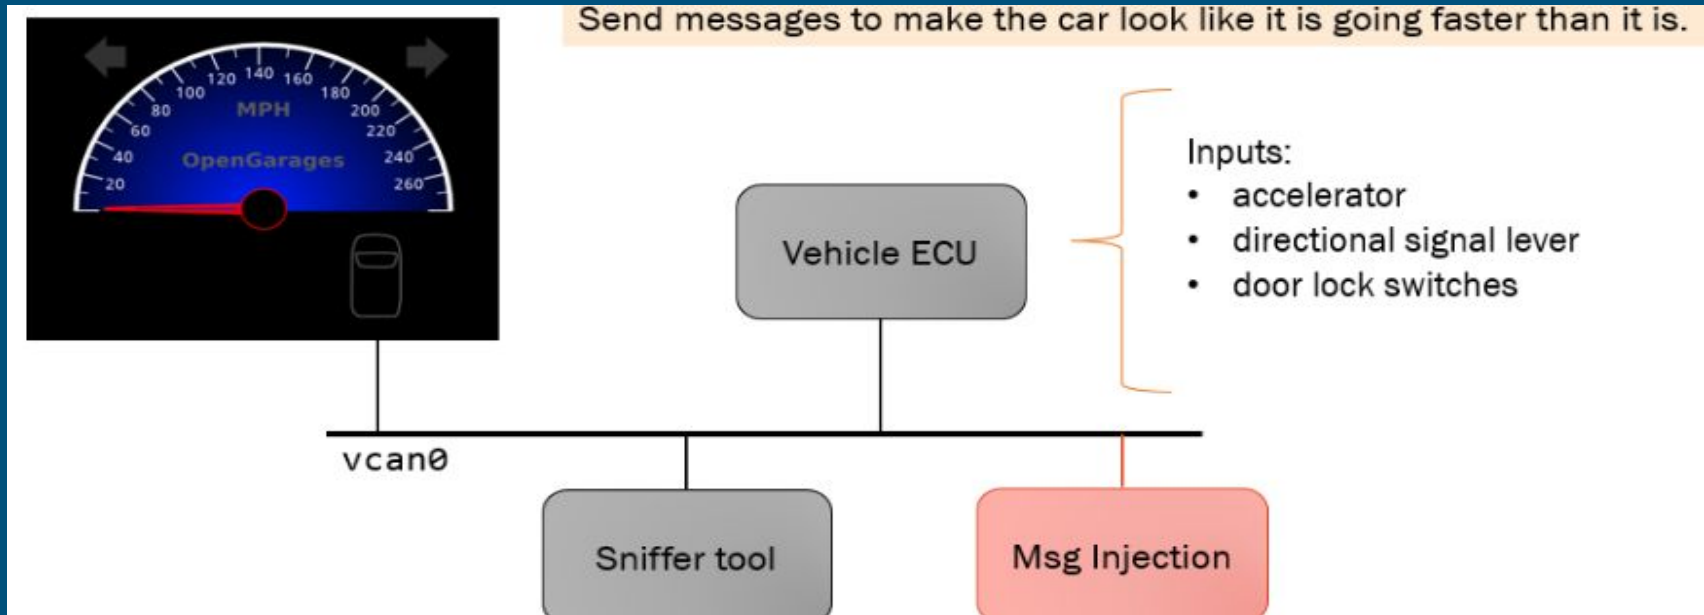 Send messages to make the car look like it is going faster than it is.
20
40
60
80
100
120
140
160
180
200
220
240
260
MPH
OpenGarages
Vehicle ECU
Inputs:
• accelerator
• directional signal lever
• door lock switches
vcan0
Sniffer tool
Msg Injection